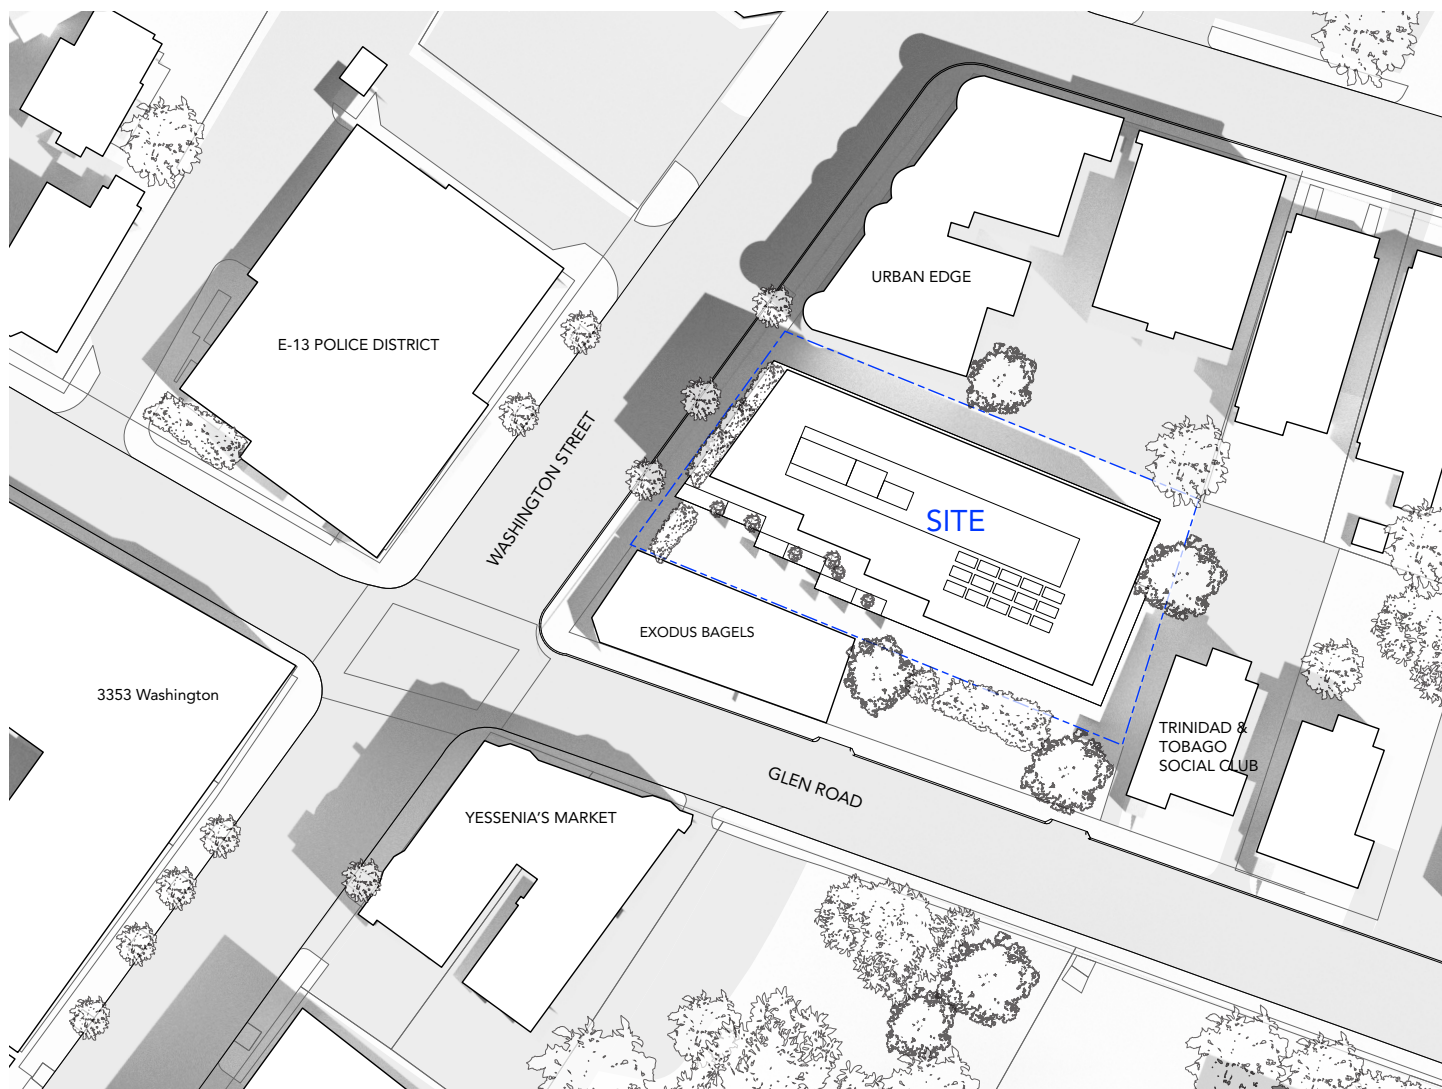 URBAN EDGE
E-13 POLICE DISTRICT
WASHINGTON STREET
SITE
EXODUS BAGELS
3353 Washington
TRINIDAD &
TOBAGO
SOCIAL CLUB
GLEN ROAD
YESSENIA'S MARKET